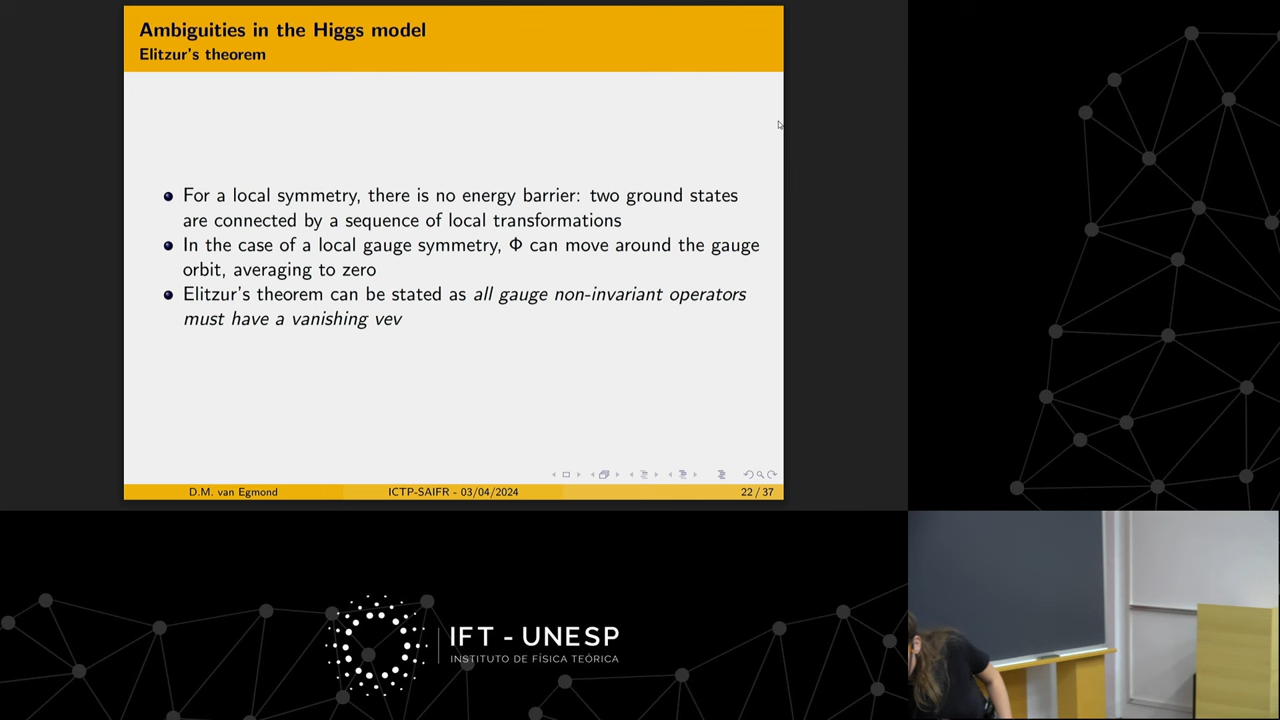 Ambiguities in the Higgs model
Elitzur's theorem
For a local symmetry, there is no energy barrier: two ground states
are connected by a sequence of local transformations
In the case of a local gauge symmetry, Φ can move around the gauge
orbit, averaging to zero
Elitzur's theorem can be stated as all gauge non-invariant operators
must have a vanishing vev
D.M. van Egmond
ICTP-SAIFR - 03/04/2024
22 / 37
IFT - UNESP
INSTITUTO DE FÍSICA TEÓRICA